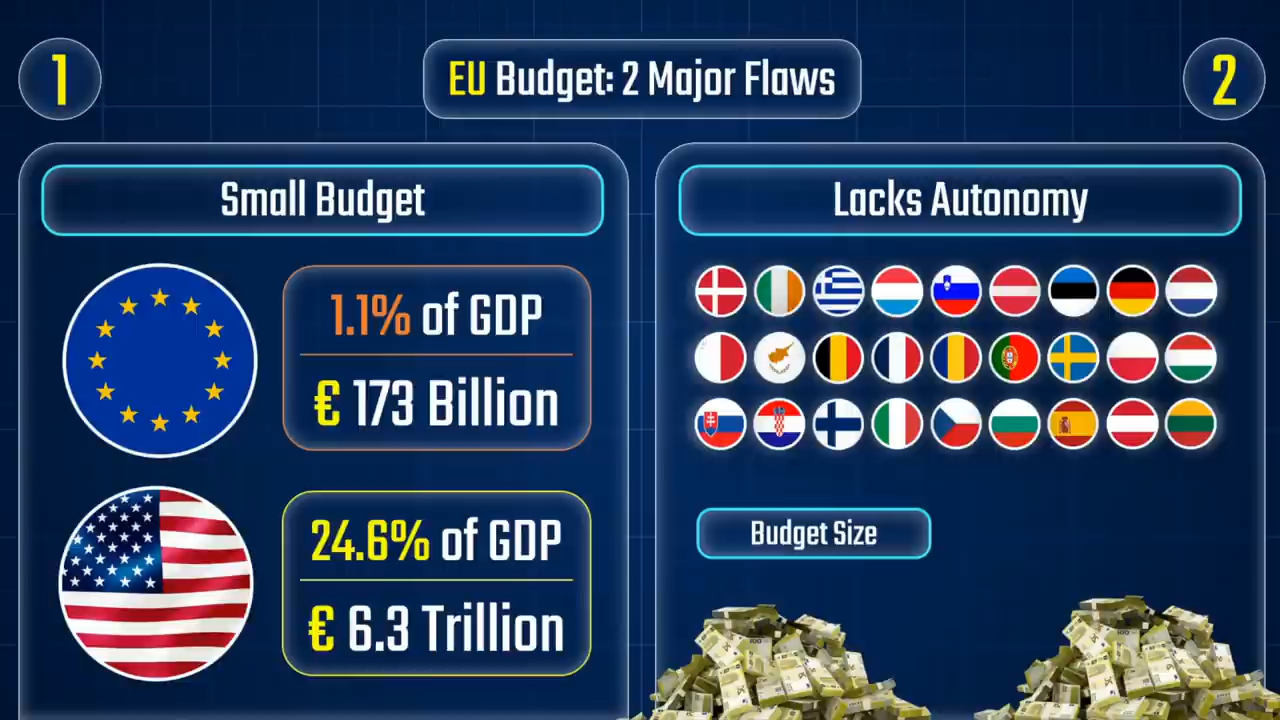 1
EU Budget: 2 Major Flaws
2
Small Budget
1.1% of GDP
€ 173 Billion
24.6% of GDP
€ 6.3 Trillion
Lacks Autonomy
Budget Size